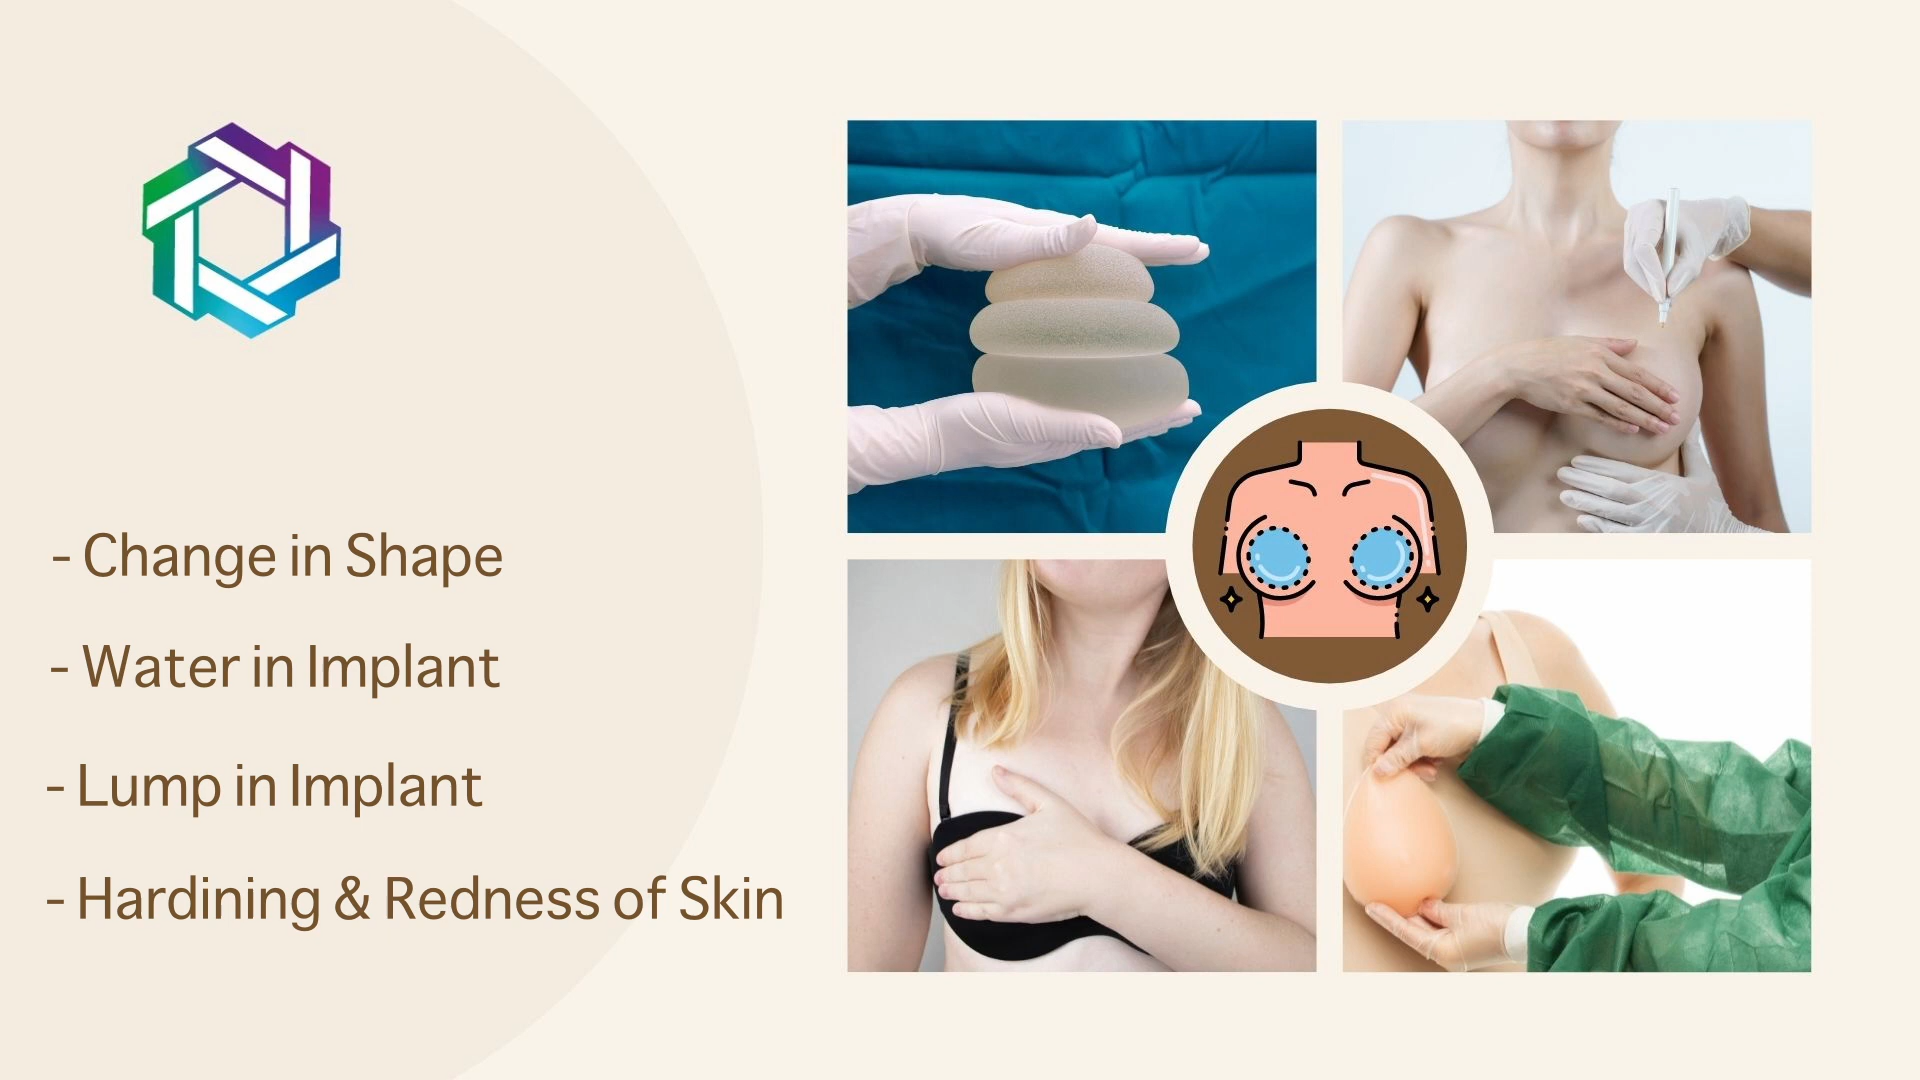 - Change in Shape
- Water in Implant
- Lump in Implant
- Hardining & Redness of Skin